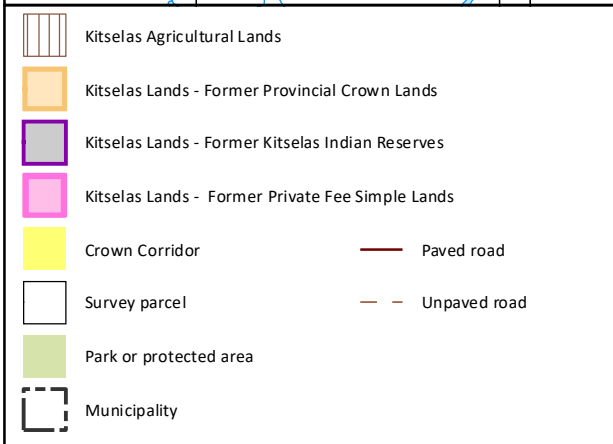 Kitselas Agricultural Lands
Kitselas Lands - Former Provincial Crown Lands
Kitselas Lands - Former Kitselas Indian Reserves
Kitselas Lands -  Former Private Fee Simple Lands
Crown Corridor
Paved road
Survey parcel
Unpaved road
Park or protected area
Municipality